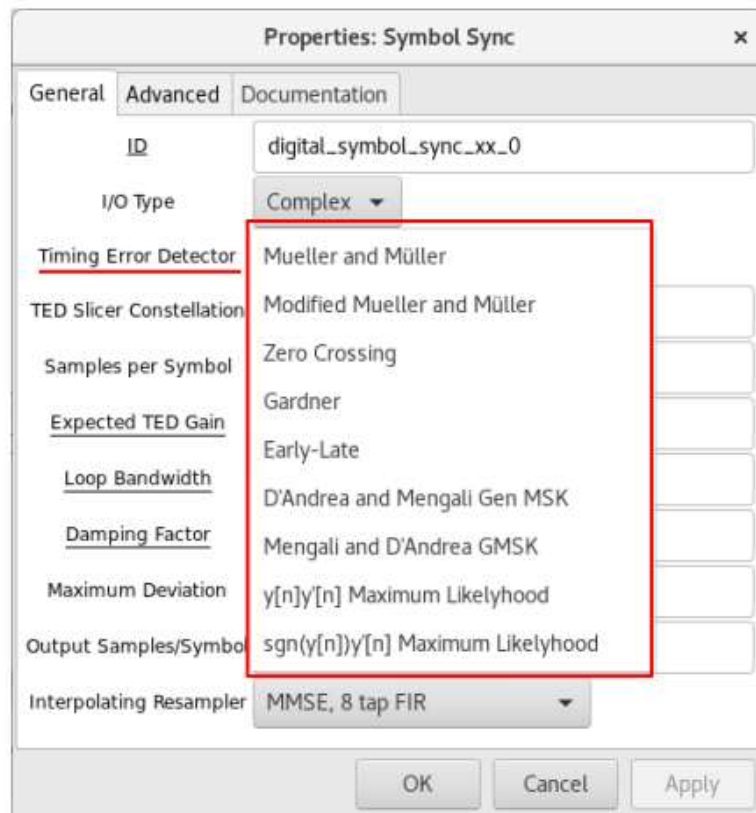 Properties: Symbol Sync ×
General Advanced Documentation
ID digital_symbol_sync_xx_0
I/O Type Complex
Timing Error Detector Mueller and Müller
Modified Mueller and Müller
TED Slicer Constellation
Zero Crossing
Samples per Symbol
Gardner
Expected TED Gain
Early-Late
Loop Bandwidth
D'Andrea and Mengali Gen MSK
Damping Factor
Mengali and D'Andrea GMSK
Maximum Deviation y[n]y'[n] Maximum Likelyhood
Output Samples/Symbol sgn(y[n])y'[n] Maximum Likelyhood
Interpolating Resampler MMSE, 8 tap FIR
OK Cancel Apply